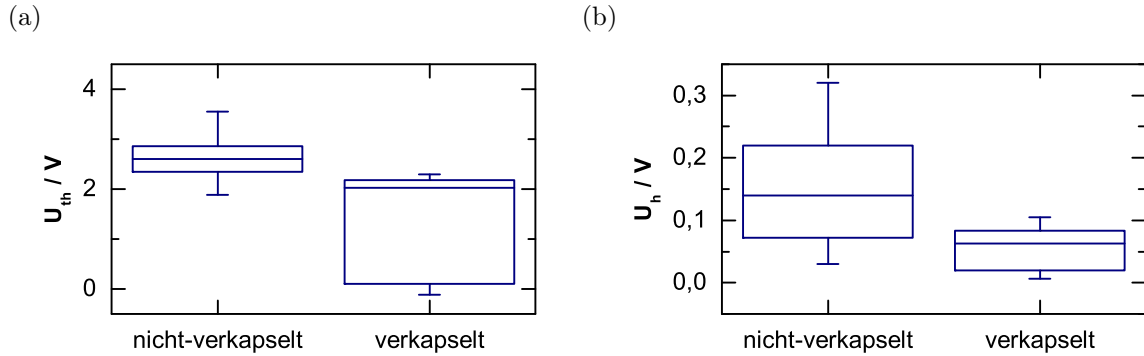 (a)
(b)
U_th / V
4
2
0
nicht-verkapselt verkapselt
U_h / V
0,3
0,2
0,1
0,0
nicht-verkapselt verkapselt